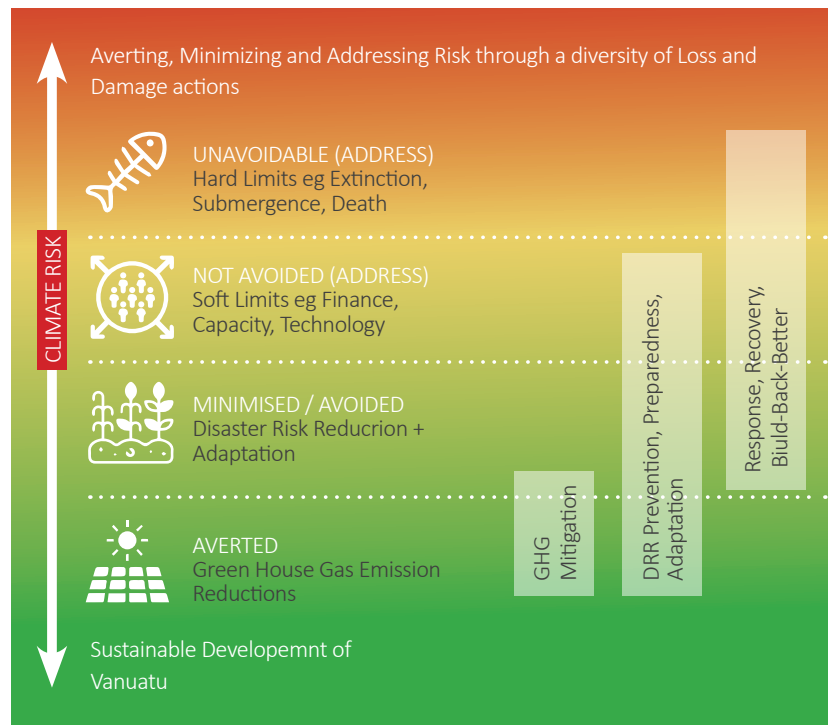 Averting, Minimizing and Addressing Risk through a diversity of Loss and
Damage actions
CLIMATE RISK
UNAVOIDABLE (ADDRESS)
Hard Limits eg Extinction,
Submergence, Death
NOT AVOIDED (ADDRESS)
Soft Limits eg Finance,
Capacity, Technology
MINIMISED / AVOIDED
Disaster Risk Reducrion +
Adaptation
AVERTED
Green House Gas Emission
Reductions
GHG
Mitigation
DRR Prevention, Preparedness,
Adaptation
Response, Recovery,
Biuld-Back-Better
Sustainable Developemnt of
Vanuatu